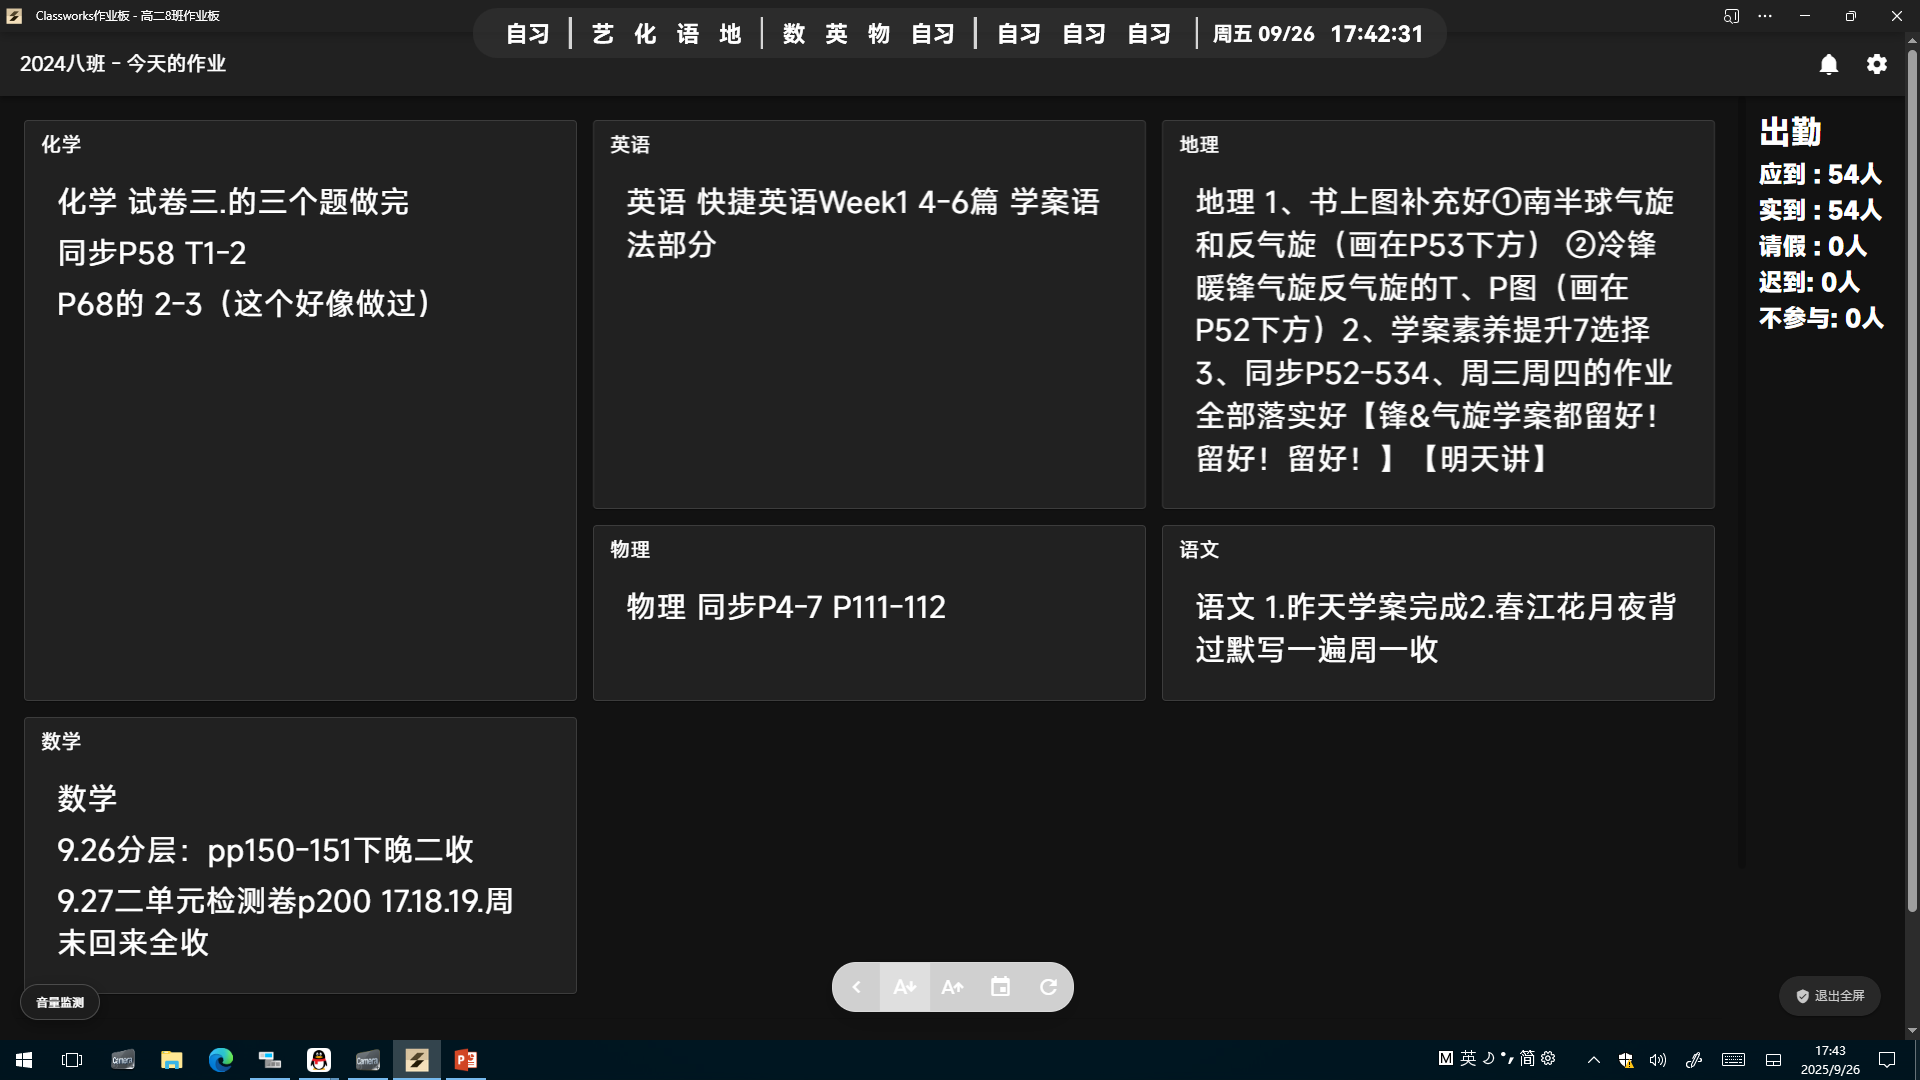 Classworks作业板 - 高二8班作业板
自习 | 艺 化 语 地 | 数 英 物 自习 | 自习 自习 自习 | 周五 09/26 17:42:31
2024八班 - 今天的作业
化学
化学 试卷三.的三个题做完
同步P58 T1-2
P68的 2-3（这个好像做过）
英语
英语 快捷英语Week1 4-6篇 学案语
法部分
地理
地理 1、书上图补充好①南半球气旋
和反气旋（画在P53下方） ②冷锋
暖锋气旋反气旋的T、P图（画在
P52下方）2、学案素养提升7选择
3、同步P52-534、周三周四的作业
全部落实好【锋&气旋学案都留好！
留好！留好！】【明天讲】
出勤
应到 : 54人
实到 : 54人
请假 : 0人
迟到: 0人
不参与: 0人
物理
物理 同步P4-7 P111-112
语文
语文 1.昨天学案完成2.春江花月夜背
过默写一遍周一收
数学
数学
9.26分层：pp150-151下晚二收
9.27二单元检测卷p200 17.18.19.周
末回来全收
音量监测
退出全屏
英
简
17:43
2025/9/26